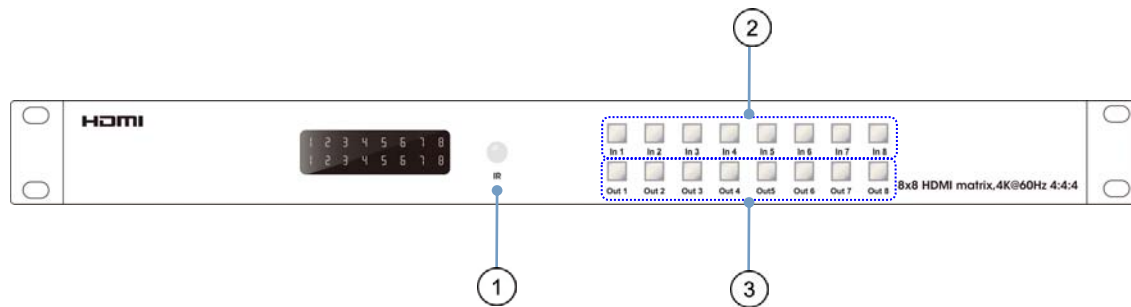 2
HDMI
1 2 3 4 5 6 7 8
1 2 3 4 5 6 7 8
IR
In 1 In 2 In 3 In 4 In 5 In 6 In 7 In 8
Out 1 Out 2 Out 3 Out 4 Out5 Out 6 Out 7 Out 8
8x8 HDMI matrix,4K@60Hz 4:4:4
1
3